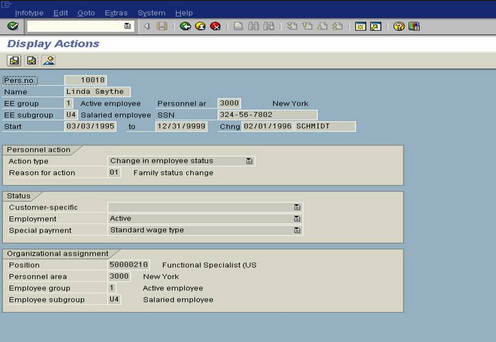 Infotype Edit Goto Extras System Help
Display Actions
Pers.no. 10018
Name Linda Smythe
EE group 1 Active employee Personnel ar 3000 New York
EE subgroup U4 Salaried employee SSN 324-56-7802
Start 03/03/1995 to 12/31/9999 Chng 02/01/1996 SCHMIDT
Personnel action
Action type Change in employee status
Reason for action 01 Family status change
Status
Customer-specific
Employment Active
Special payment Standard wage type
Organizational assignment
Position 50000210 Functional Specialist (US
Personnel area 3000 New York
Employee group 1 Active employee
Employee subgroup U4 Salaried employee